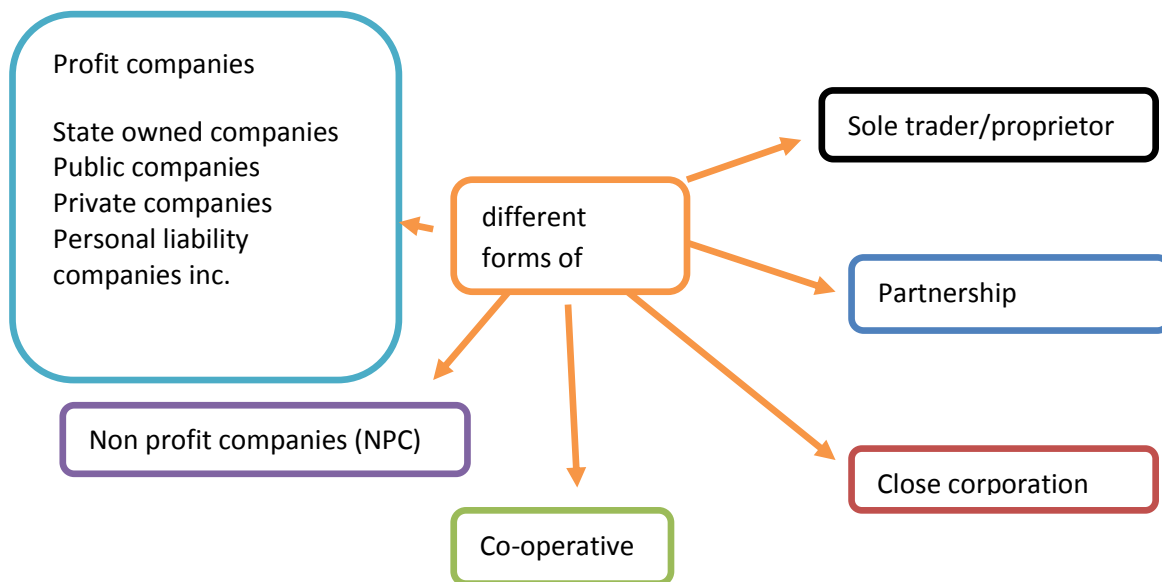 Profit companies
State owned companies
Public companies
Private companies
Personal liability
companies inc.
Sole trader/proprietor
different
forms of
Partnership
Non profit companies (NPC)
Close corporation
Co-operative